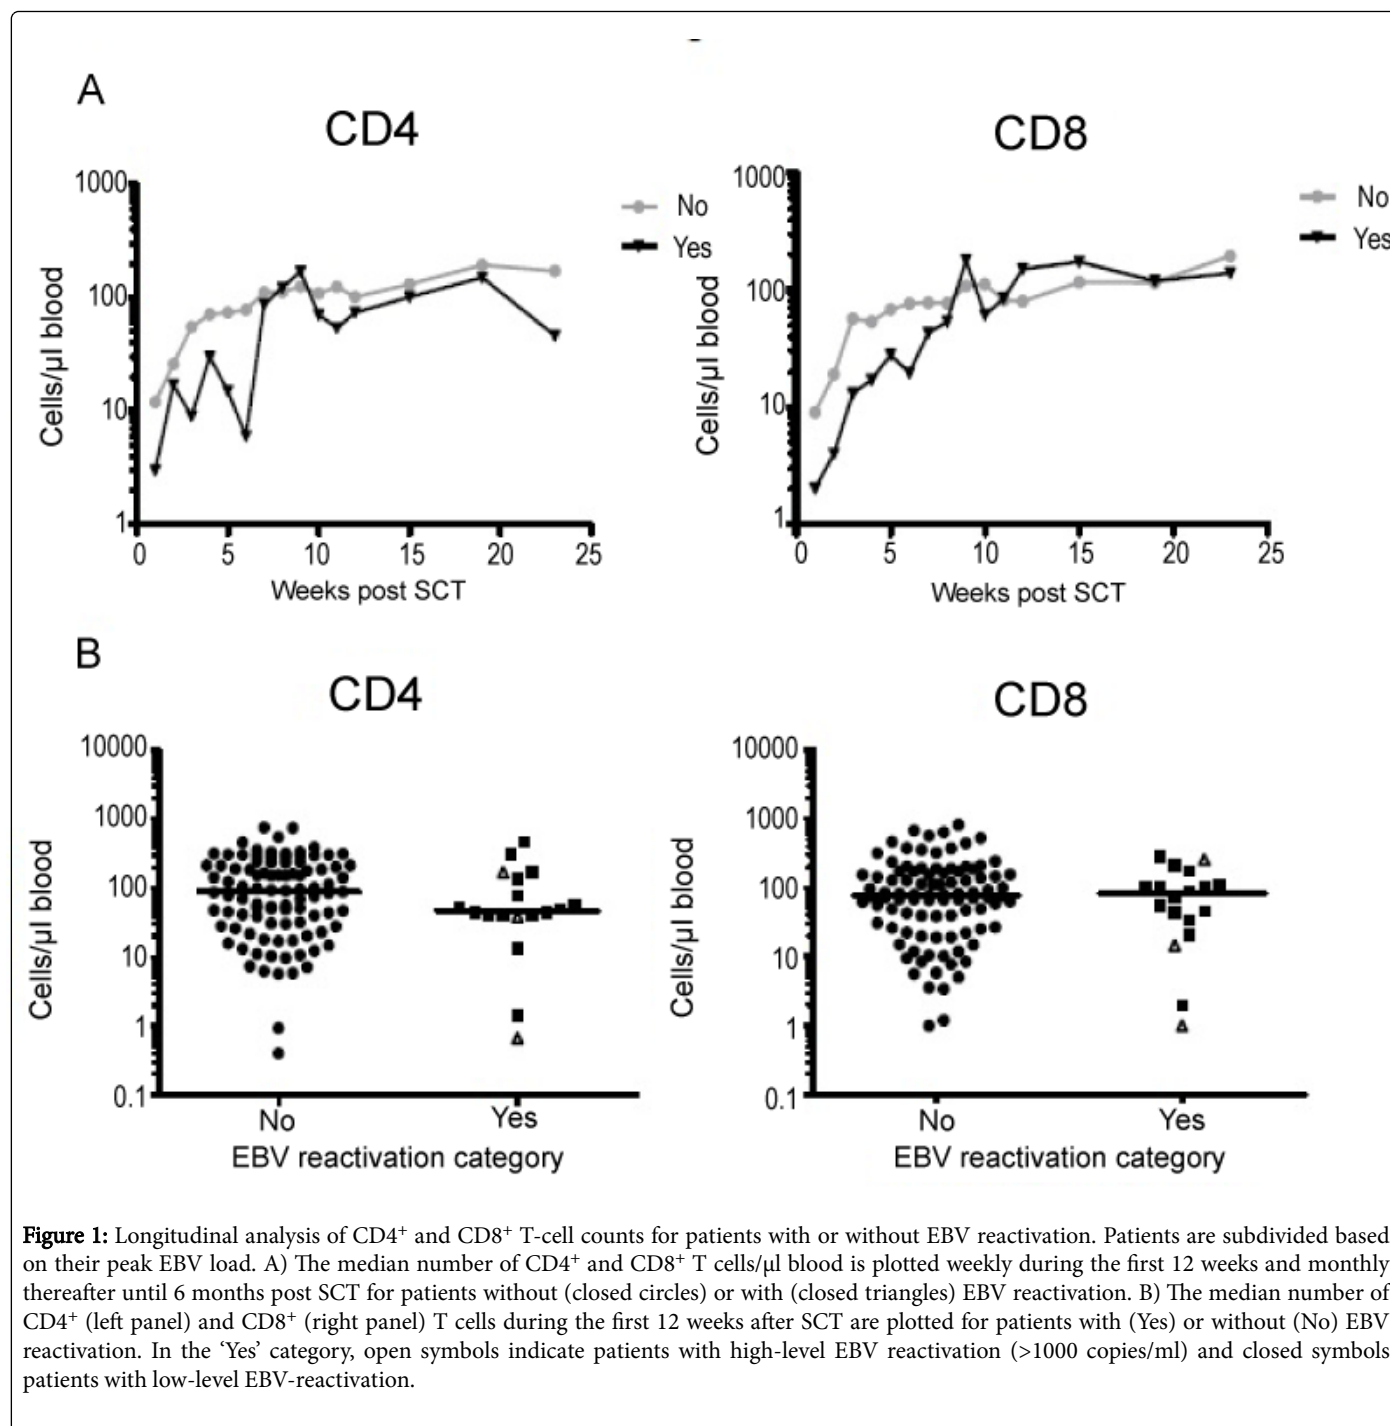 A
CD4
CD8
1000
100
10
1
0
5
10
15
20
25
Cells/µl blood
Weeks post SCT
No
Yes
1000
100
10
1
0
5
10
15
20
25
Cells/µl blood
Weeks post SCT
No
Yes
B
CD4
CD8
10000
1000
100
10
1
0.1
Cells/µl blood
No
Yes
EBV reactivation category
10000
1000
100
10
1
0.1
Cells/µl blood
No
Yes
EBV reactivation category
Figure 1: Longitudinal analysis of CD4⁺ and CD8⁺ T-cell counts for patients with or without EBV reactivation. Patients are subdivided based
on their peak EBV load. A) The median number of CD4⁺ and CD8⁺ T cells/µl blood is plotted weekly during the first 12 weeks and monthly
thereafter until 6 months post SCT for patients without (closed circles) or with (closed triangles) EBV reactivation. B) The median number of
CD4⁺ (left panel) and CD8⁺ (right panel) T cells during the first 12 weeks after SCT are plotted for patients with (Yes) or without (No) EBV
reactivation. In the ‘Yes’ category, open symbols indicate patients with high-level EBV reactivation (>1000 copies/ml) and closed symbols
patients with low-level EBV-reactivation.